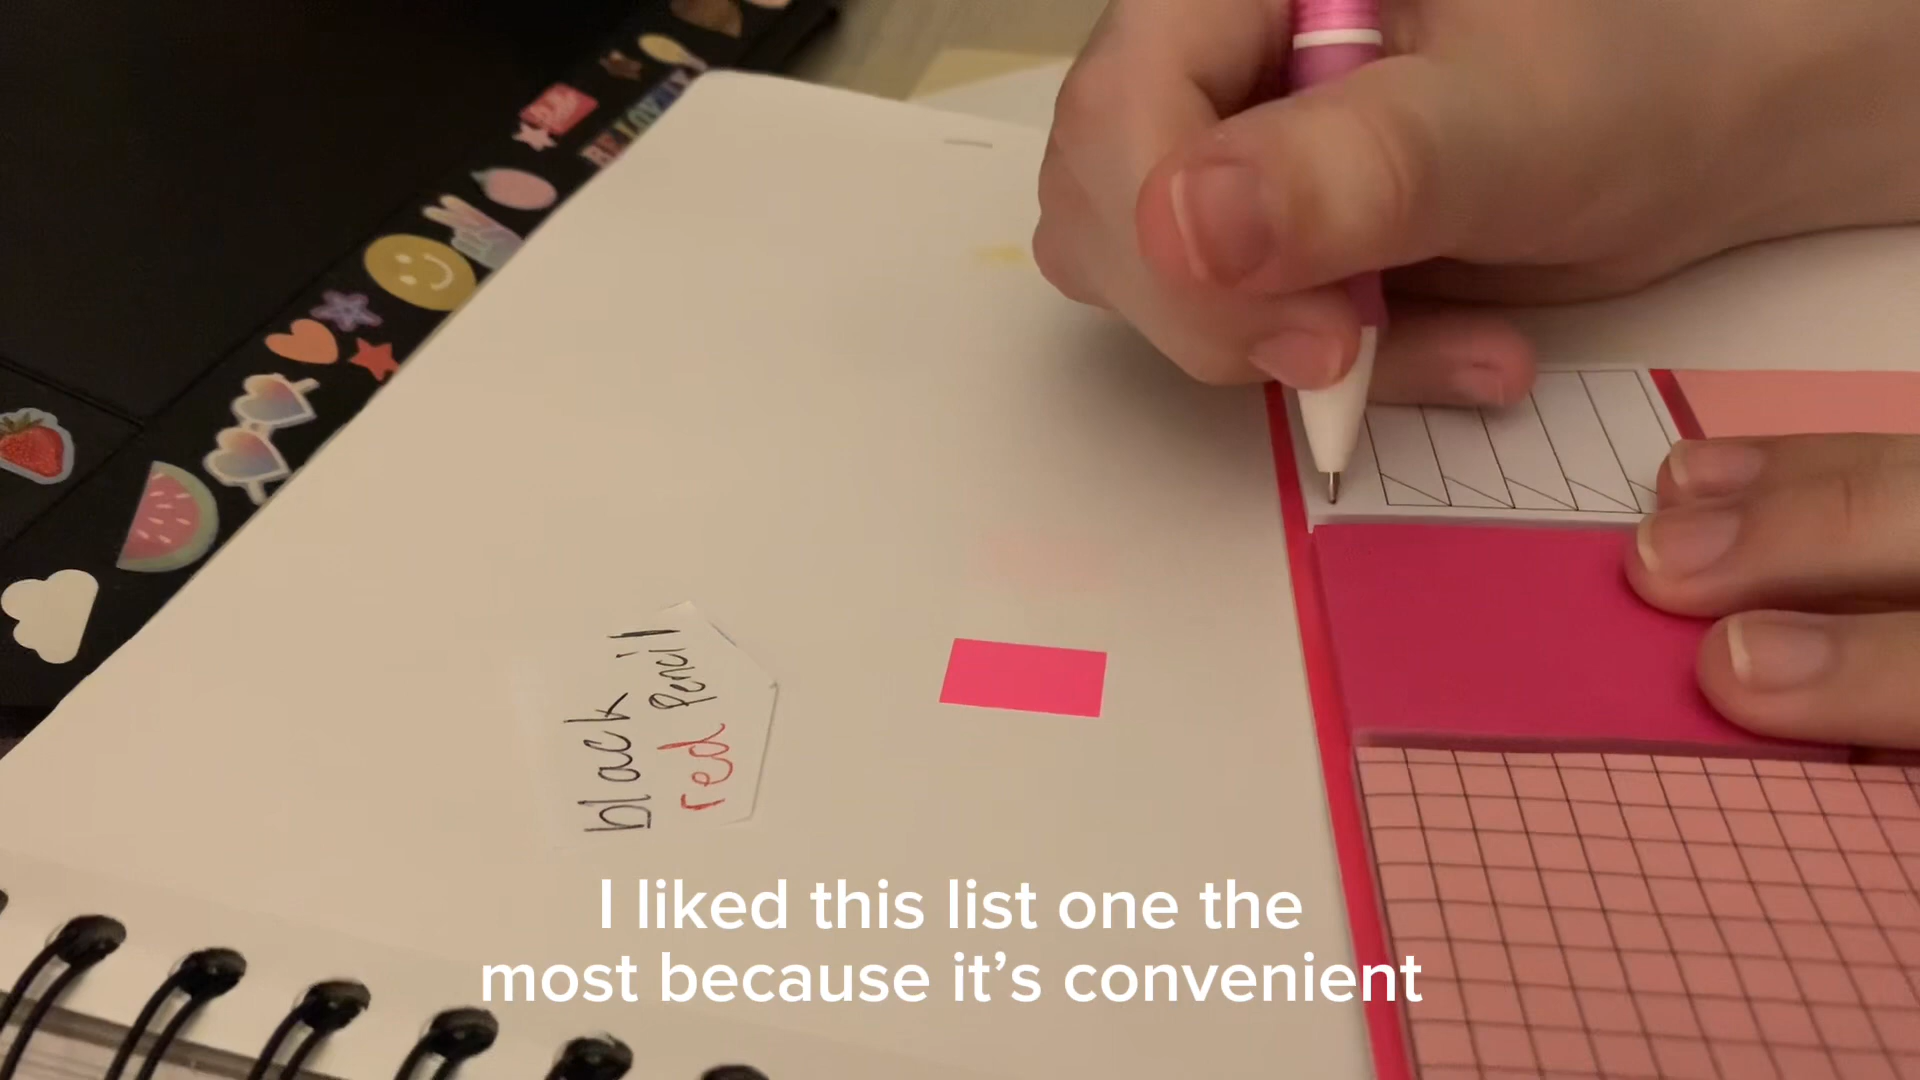 black
red Pencil
I liked this list one the
most because it’s convenient